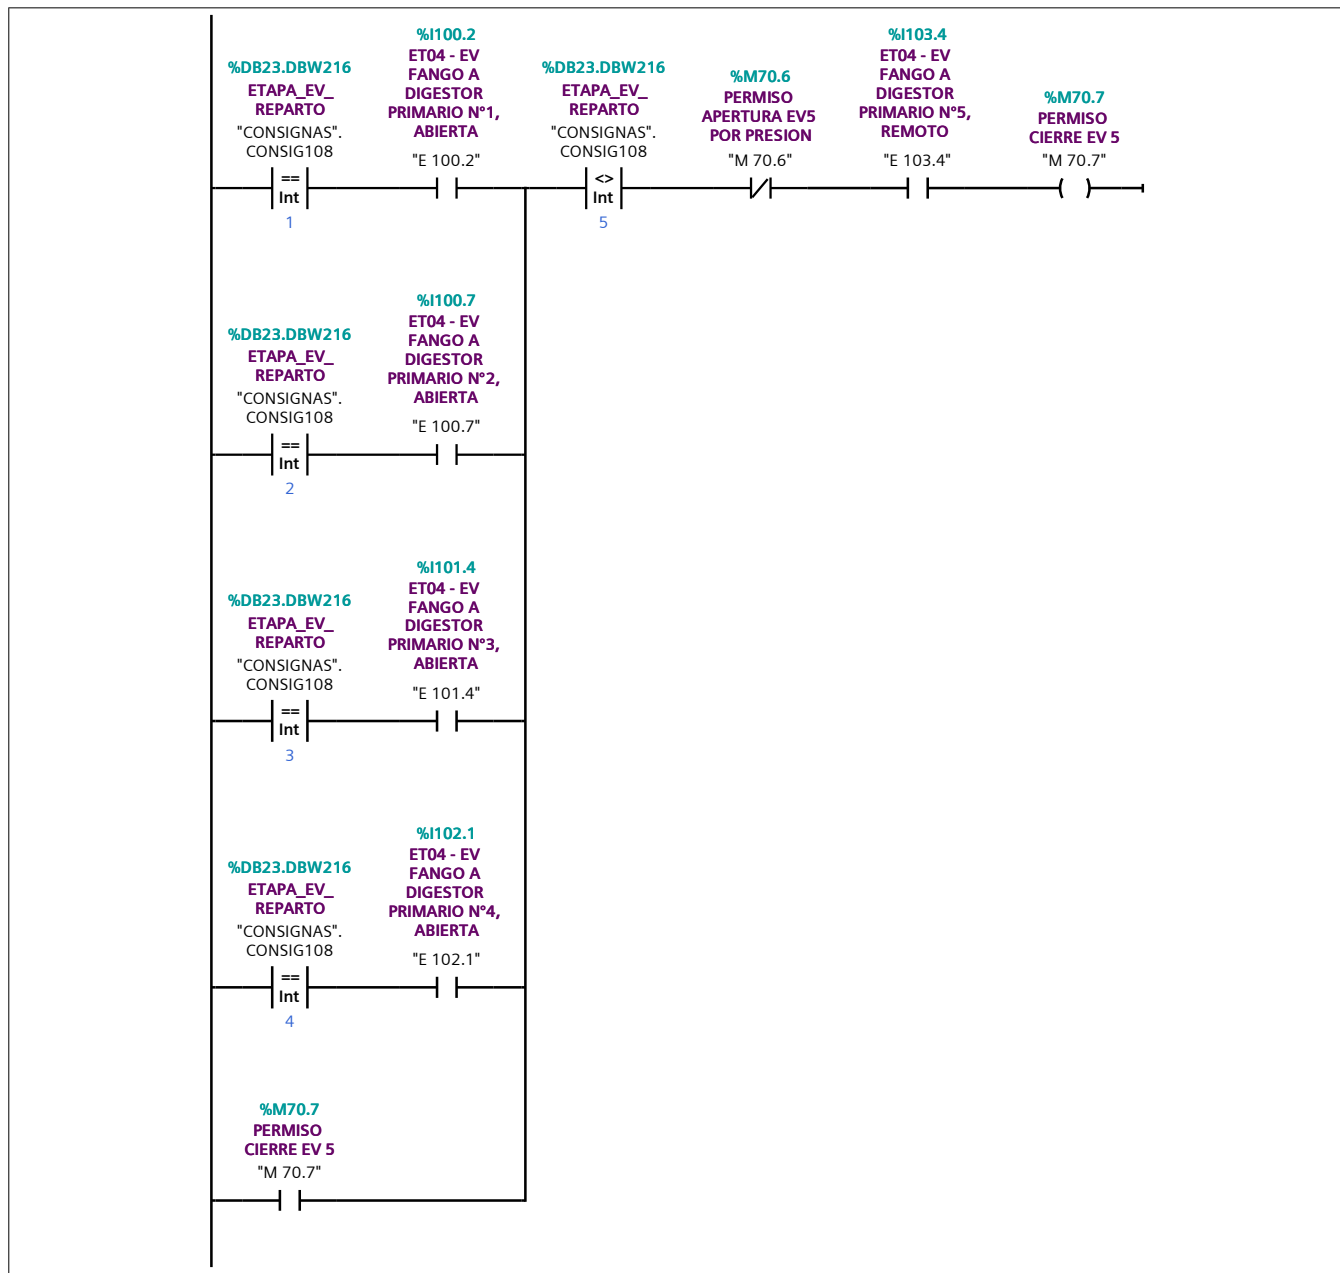 %DB23.DBW216
ETAPA_EV_
REPARTO
"CONSIGNAS".
CONSIG108
==
Int
1
%I100.2
ET04 - EV
FANGO A
DIGESTOR
PRIMARIO Nº1,
ABIERTA
"E 100.2"
%DB23.DBW216
ETAPA_EV_
REPARTO
"CONSIGNAS".
CONSIG108
<>
Int
5
%M70.6
PERMISO
APERTURA EV5
POR PRESION
"M 70.6"
%I103.4
ET04 - EV
FANGO A
DIGESTOR
PRIMARIO Nº5,
REMOTO
"E 103.4"
%M70.7
PERMISO
CIERRE EV 5
"M 70.7"
%DB23.DBW216
ETAPA_EV_
REPARTO
"CONSIGNAS".
CONSIG108
==
Int
2
%I100.7
ET04 - EV
FANGO A
DIGESTOR
PRIMARIO Nº2,
ABIERTA
"E 100.7"
%DB23.DBW216
ETAPA_EV_
REPARTO
"CONSIGNAS".
CONSIG108
==
Int
3
%I101.4
ET04 - EV
FANGO A
DIGESTOR
PRIMARIO Nº3,
ABIERTA
"E 101.4"
%DB23.DBW216
ETAPA_EV_
REPARTO
"CONSIGNAS".
CONSIG108
==
Int
4
%I102.1
ET04 - EV
FANGO A
DIGESTOR
PRIMARIO Nº4,
ABIERTA
"E 102.1"
%M70.7
PERMISO
CIERRE EV 5
"M 70.7"